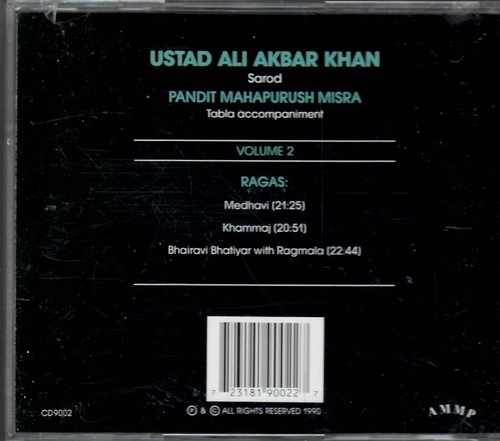 USTAD ALI AKBAR KHAN
Sarod
PANDIT MAHAPURUSH MISRA
Tabla accompaniment
VOLUME 2
RAGAS:
Medhavi (21:25)
Khammaj (20:51)
Bhairavi Bhatiyar with Ragmala (22:44)
7 23181 90022 7
CD9002
℗ & © ALL RIGHTS RESERVED 1990
AMMP